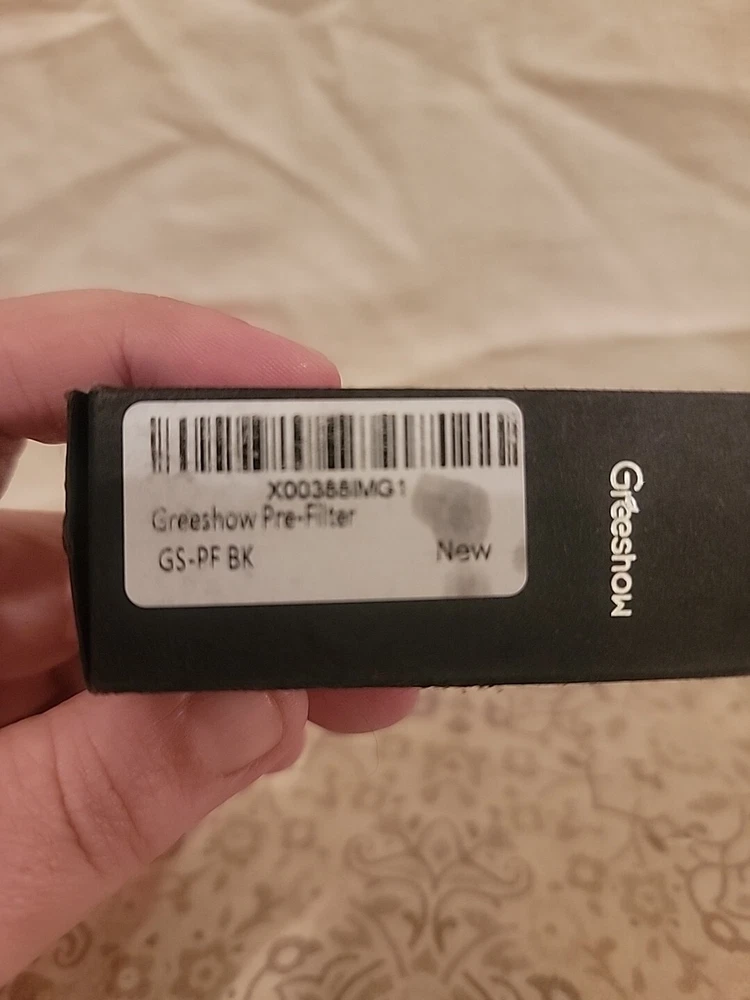 X00388IMG1
Greeshow Pre-Filter
GS-PF BK
New
Greeshow